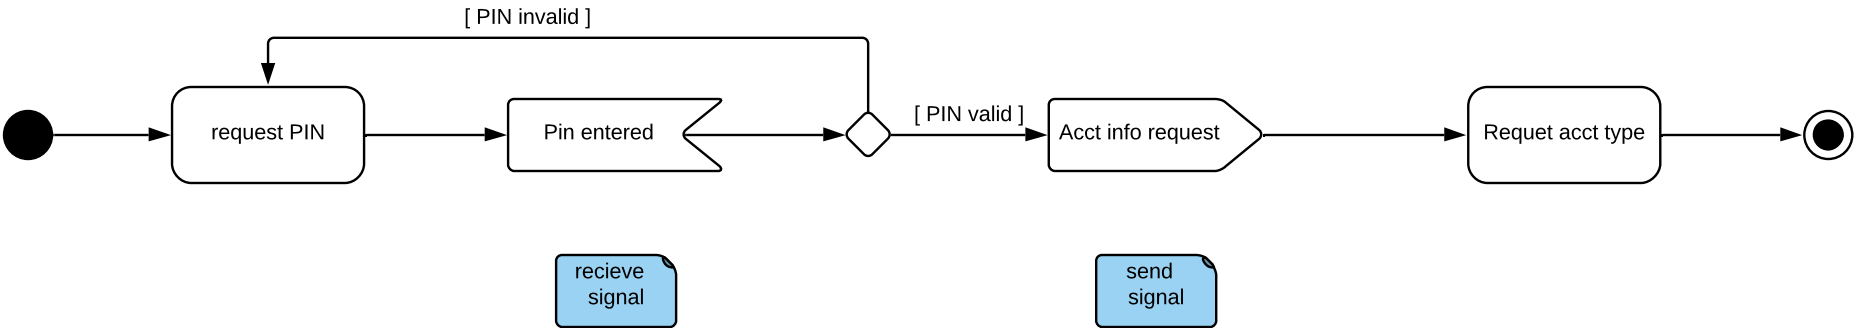 [ PIN invalid ]
request PIN
Pin entered
[ PIN valid ]
Acct info request
Requet acct type
recieve
signal
send
signal